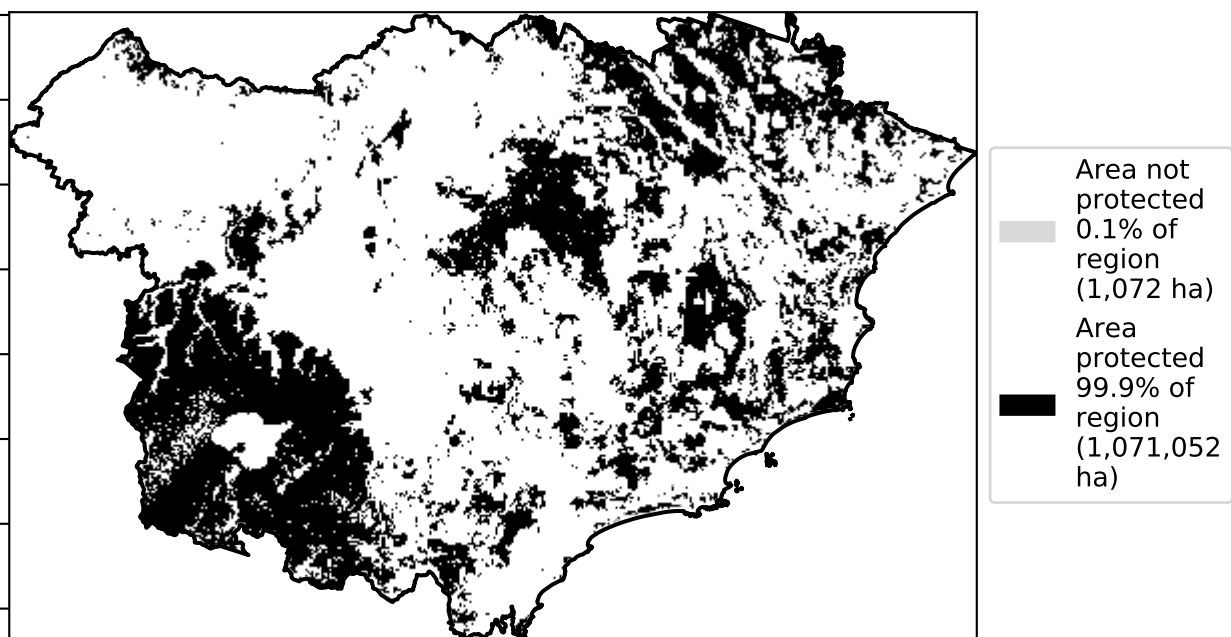 Area not
protected
0.1% of
region
(1,072 ha)
Area
protected
99.9% of
region
(1,071,052
ha)